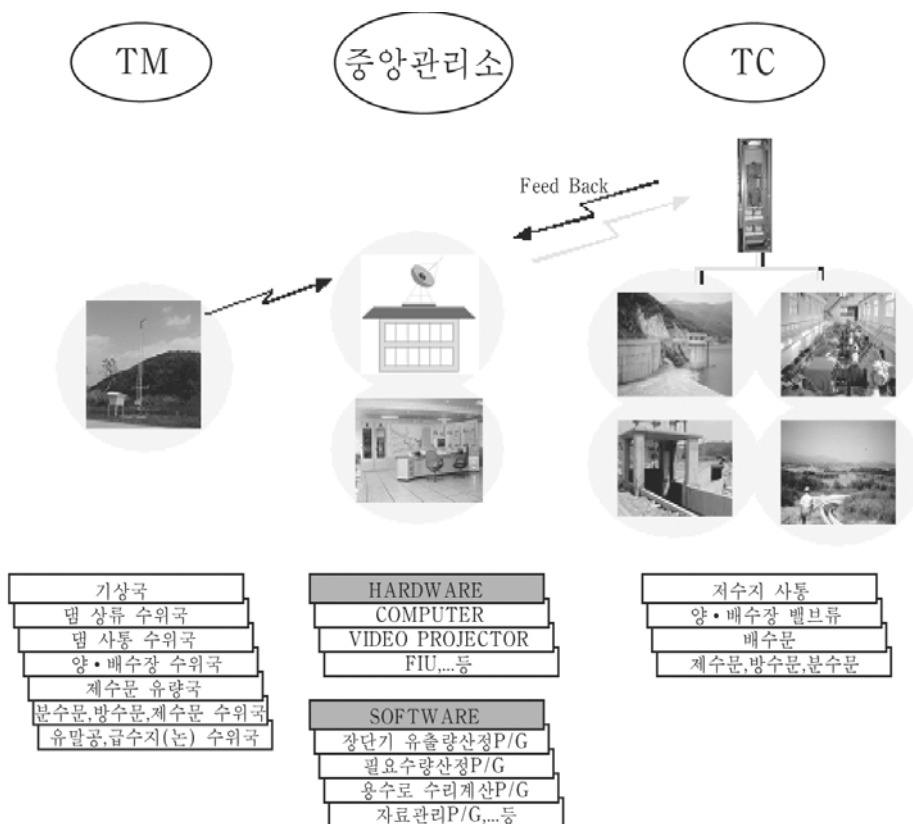 TM
중앙관리소
TC
Feed Back
기상국
댐 상류 수위국
댐 사통 수위국
양•배수장 수위국
제수문 유량국
분수문,방수문,제수문 수위국
유말공,급수지(논) 수위국
HARDWARE
COMPUTER
VIDEO PROJECTOR
FIU,...등
SOFTWARE
장단기 유출량산정P/G
필요수량산정P/G
용수로 수리계산P/G
자료관리P/G,...등
저수지 사통
양•배수장 밸브류
배수문
제수문,방수문,분수문